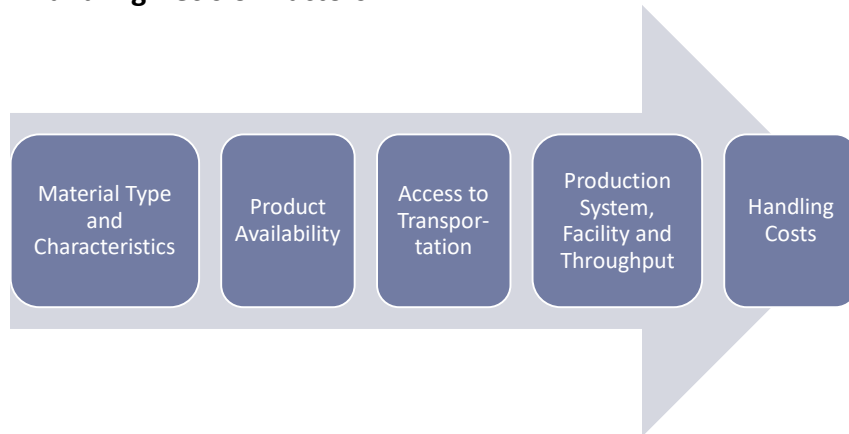 Material Type
and
Characteristics
Product
Availability
Access to
Transpor-
tation
Production
System,
Facility and
Throughput
Handling
Costs